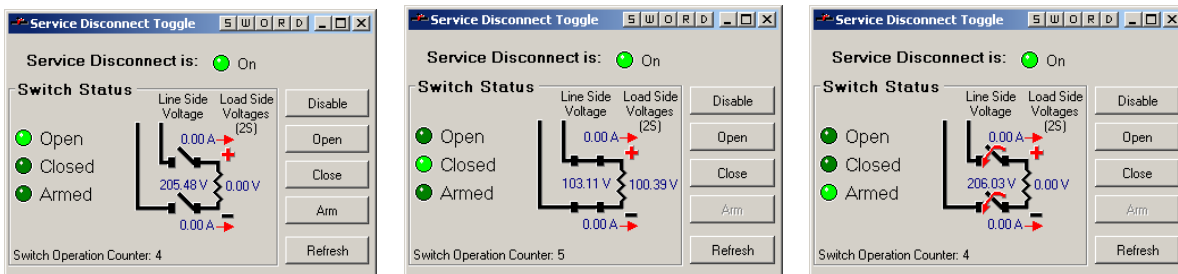 Service Disconnect Toggle S W O R D
Service Disconnect is: On
Switch Status
Line Side Voltage
Load Side Voltages (2S)
Open
Closed
Armed
0.00 A
205.48 V
0.00 V
0.00 A
Switch Operation Counter: 4
Disable
Open
Close
Arm
Refresh
Service Disconnect Toggle S W O R D
Service Disconnect is: On
Switch Status
Line Side Voltage
Load Side Voltages (2S)
Open
Closed
Armed
0.00 A
103.11 V
100.39 V
0.00 A
Switch Operation Counter: 5
Disable
Open
Close
Arm
Refresh
Service Disconnect Toggle S W O R D
Service Disconnect is: On
Switch Status
Line Side Voltage
Load Side Voltages (2S)
Open
Closed
Armed
0.00 A
206.03 V
0.00 V
0.00 A
Switch Operation Counter: 4
Disable
Open
Close
Arm
Refresh